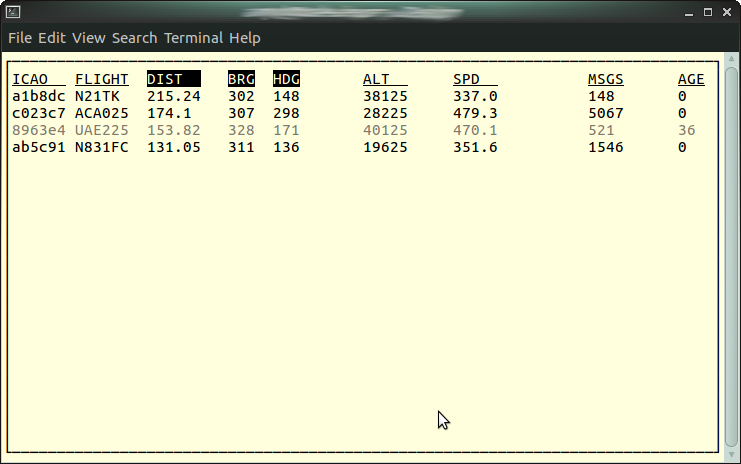 File Edit View Search Terminal Help
ICAO FLIGHT DIST BRG HDG ALT SPD MSGS AGE
a1b8dc N21TK 215.24 302 148 38125 337.0 148 0
c023c7 ACA025 174.1 307 298 28225 479.3 5067 0
8963e4 UAE225 153.82 328 171 40125 470.1 521 36
ab5c91 N831FC 131.05 311 136 19625 351.6 1546 0